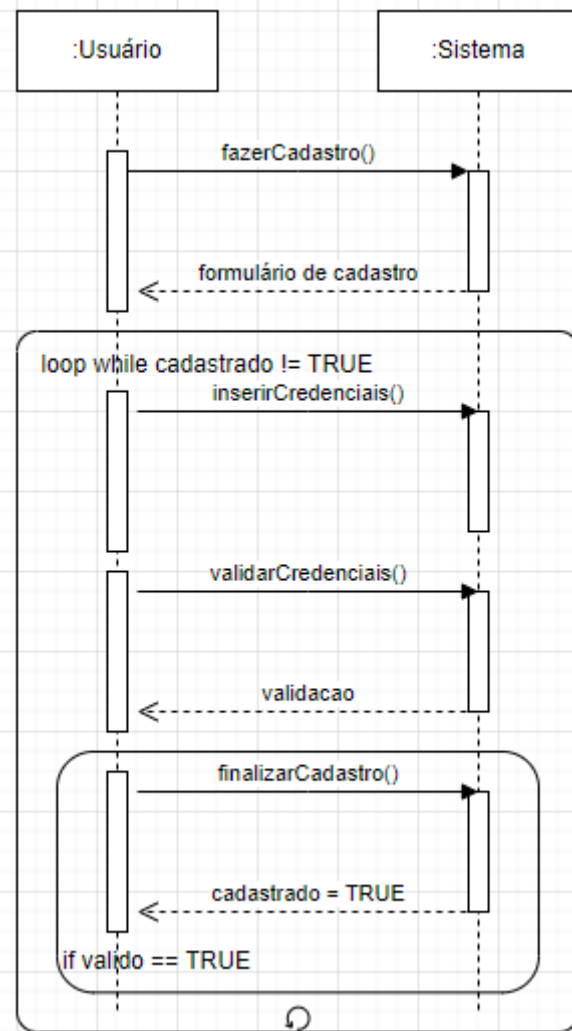 :Usuário
:Sistema
fazerCadastro()
formulário de cadastro
loop while cadastrado != TRUE
inserirCredenciais()
validarCredenciais()
validacao
finalizarCadastro()
cadastrado = TRUE
if valido == TRUE